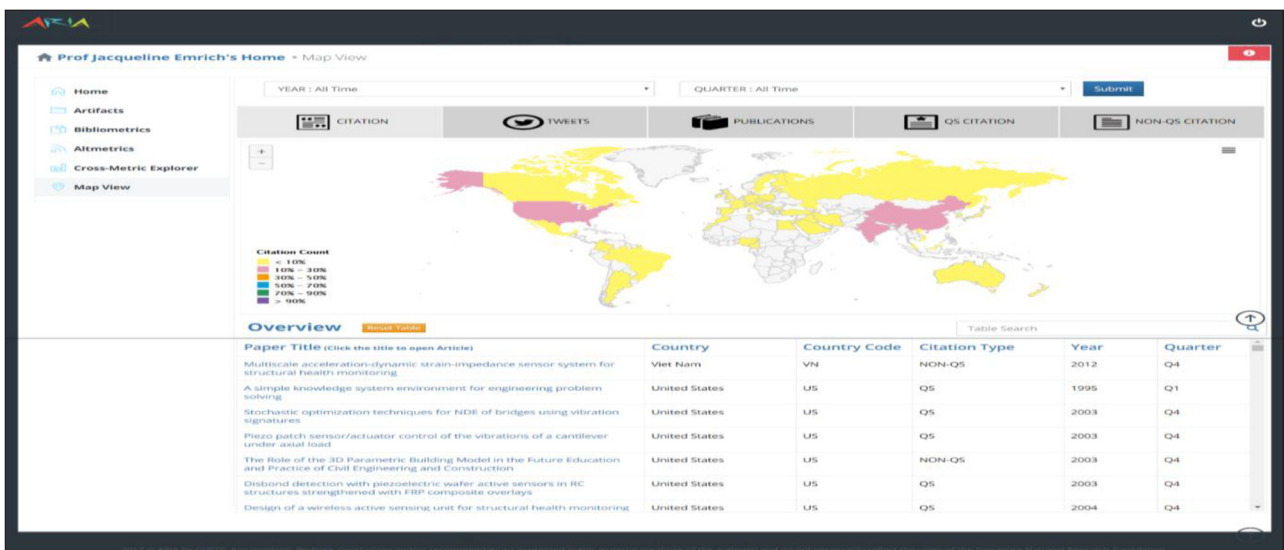 ARIA
Prof Jacqueline Emrich's Home • Map View
Home
Artifacts
Bibliometrics
Altmetrics
Cross-Metric Explorer
Map View
YEAR : All Time
QUARTER : All Time
Submit
CITATION
TWEETS
PUBLICATIONS
QS CITATION
NON-QS CITATION
+
−
Citation Count
< 10%
10% - 30%
30% - 50%
50% - 70%
70% - 90%
> 90%
Overview
Reset Table
Table Search
Paper Title (Click the title to open Article) Country Country Code Citation Type Year Quarter
Multiscale acceleration-dynamic strain-impedance sensor system for Viet Nam VN NON-QS 2012 Q4
structural health monitoring
A simple knowledge system environment for engineering problem United States US QS 1995 Q1
solving
Stochastic optimization techniques for NDE of bridges using vibration United States US QS 2003 Q4
signatures
Piezo patch sensor/actuator control of the vibrations of a cantilever United States US QS 2003 Q4
under axial load
The Role of the 3D Parametric Building Model in the Future Education United States US NON-QS 2003 Q4
and Practice of Civil Engineering and Construction
Disbond detection with piezoelectric wafer active sensors in RC United States US QS 2003 Q4
structures strengthened with FRP composite overlays
Design of a wireless active sensing unit for structural health monitoring United States US QS 2004 Q4